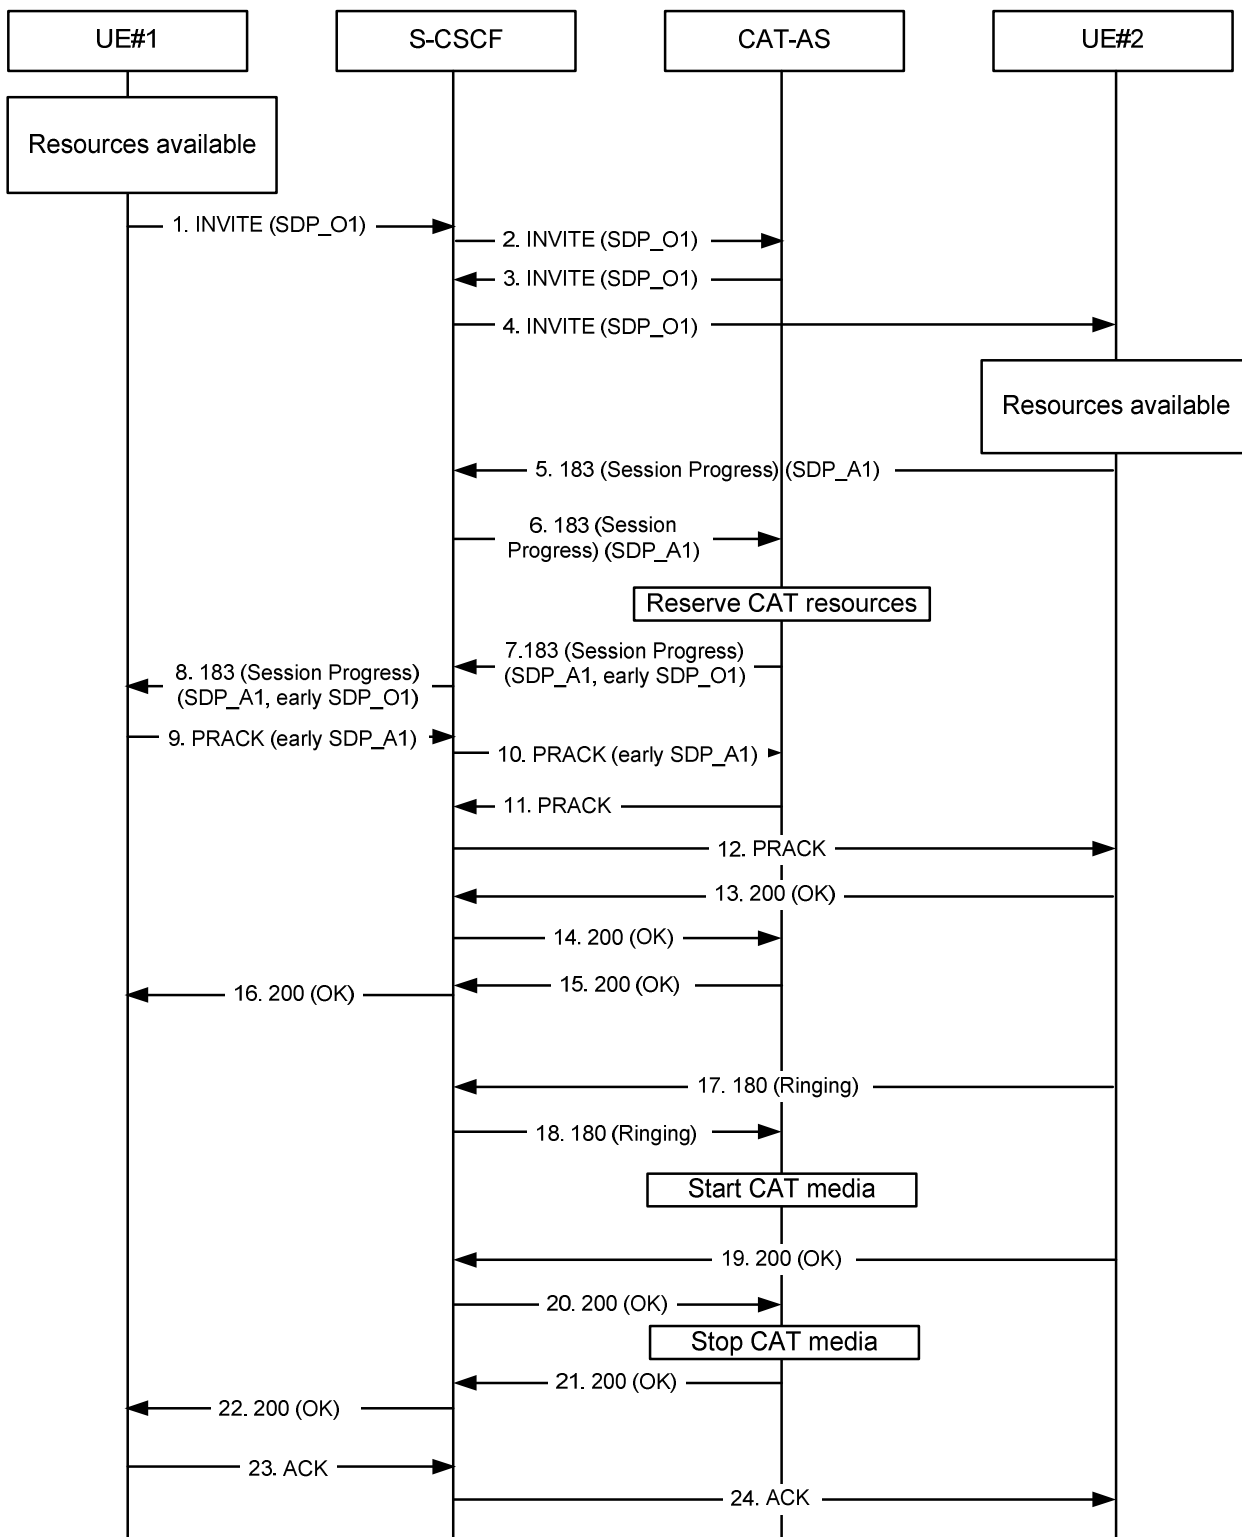 UE#1
S-CSCF
CAT-AS
UE#2
Resources available
1. INVITE (SDP_O1)
2. INVITE (SDP_O1)
3. INVITE (SDP_O1)
4. INVITE (SDP_O1)
Resources available
5. 183 (Session Progress) (SDP_A1)
6. 183 (Session
Progress) (SDP_A1)
Reserve CAT resources
7.183 (Session Progress)
(SDP_A1, early SDP_O1)
8. 183 (Session Progress)
(SDP_A1, early SDP_O1)
9. PRACK (early SDP_A1)
10. PRACK (early SDP_A1)
11. PRACK
12. PRACK
13. 200 (OK)
14. 200 (OK)
15. 200 (OK)
16. 200 (OK)
17. 180 (Ringing)
18. 180 (Ringing)
Start CAT media
19. 200 (OK)
20. 200 (OK)
Stop CAT media
21. 200 (OK)
22. 200 (OK)
23. ACK
24. ACK